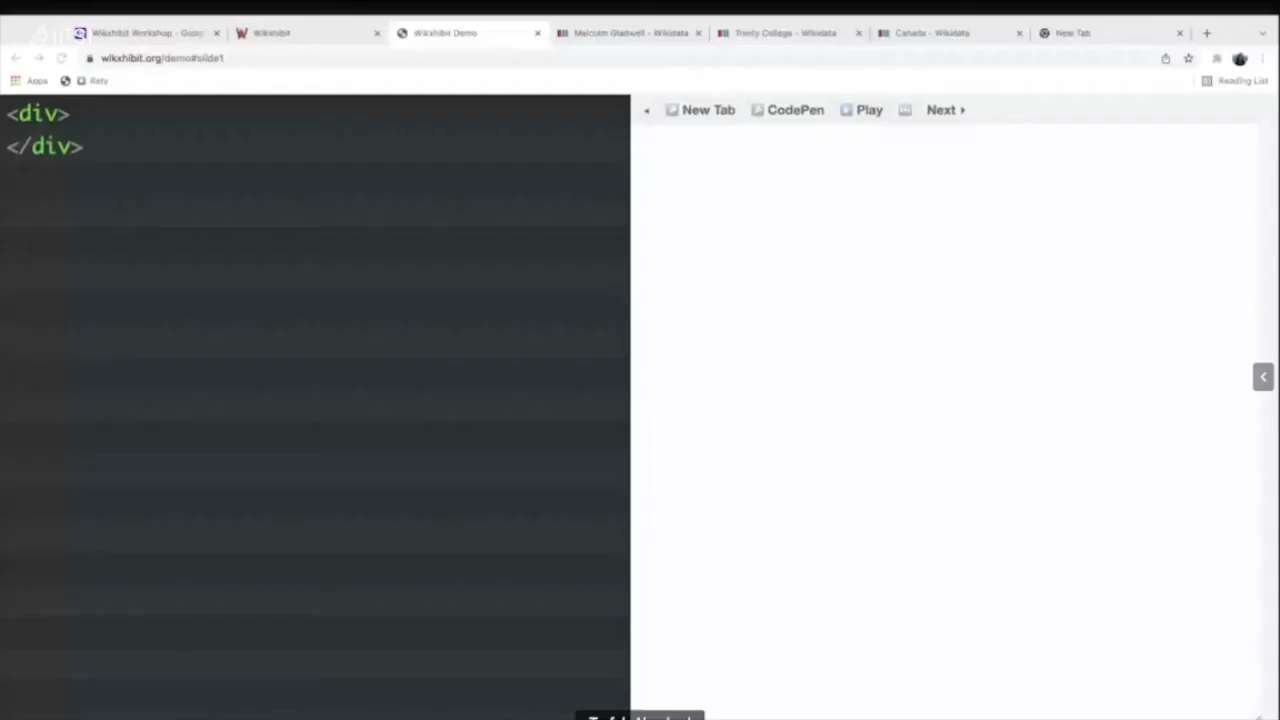 Wikxhibit Workshop - Goog
Wikxhibit
Wikxhibit Demo
Malcolm Gladwell - Wikidata
Trinity College - Wikidata
Canada - Wikidata
New Tab
wikxhibit.org/demo#slide1
Apps
Rety
Reading List
<div>
</div>
New Tab
CodePen
Play
Next